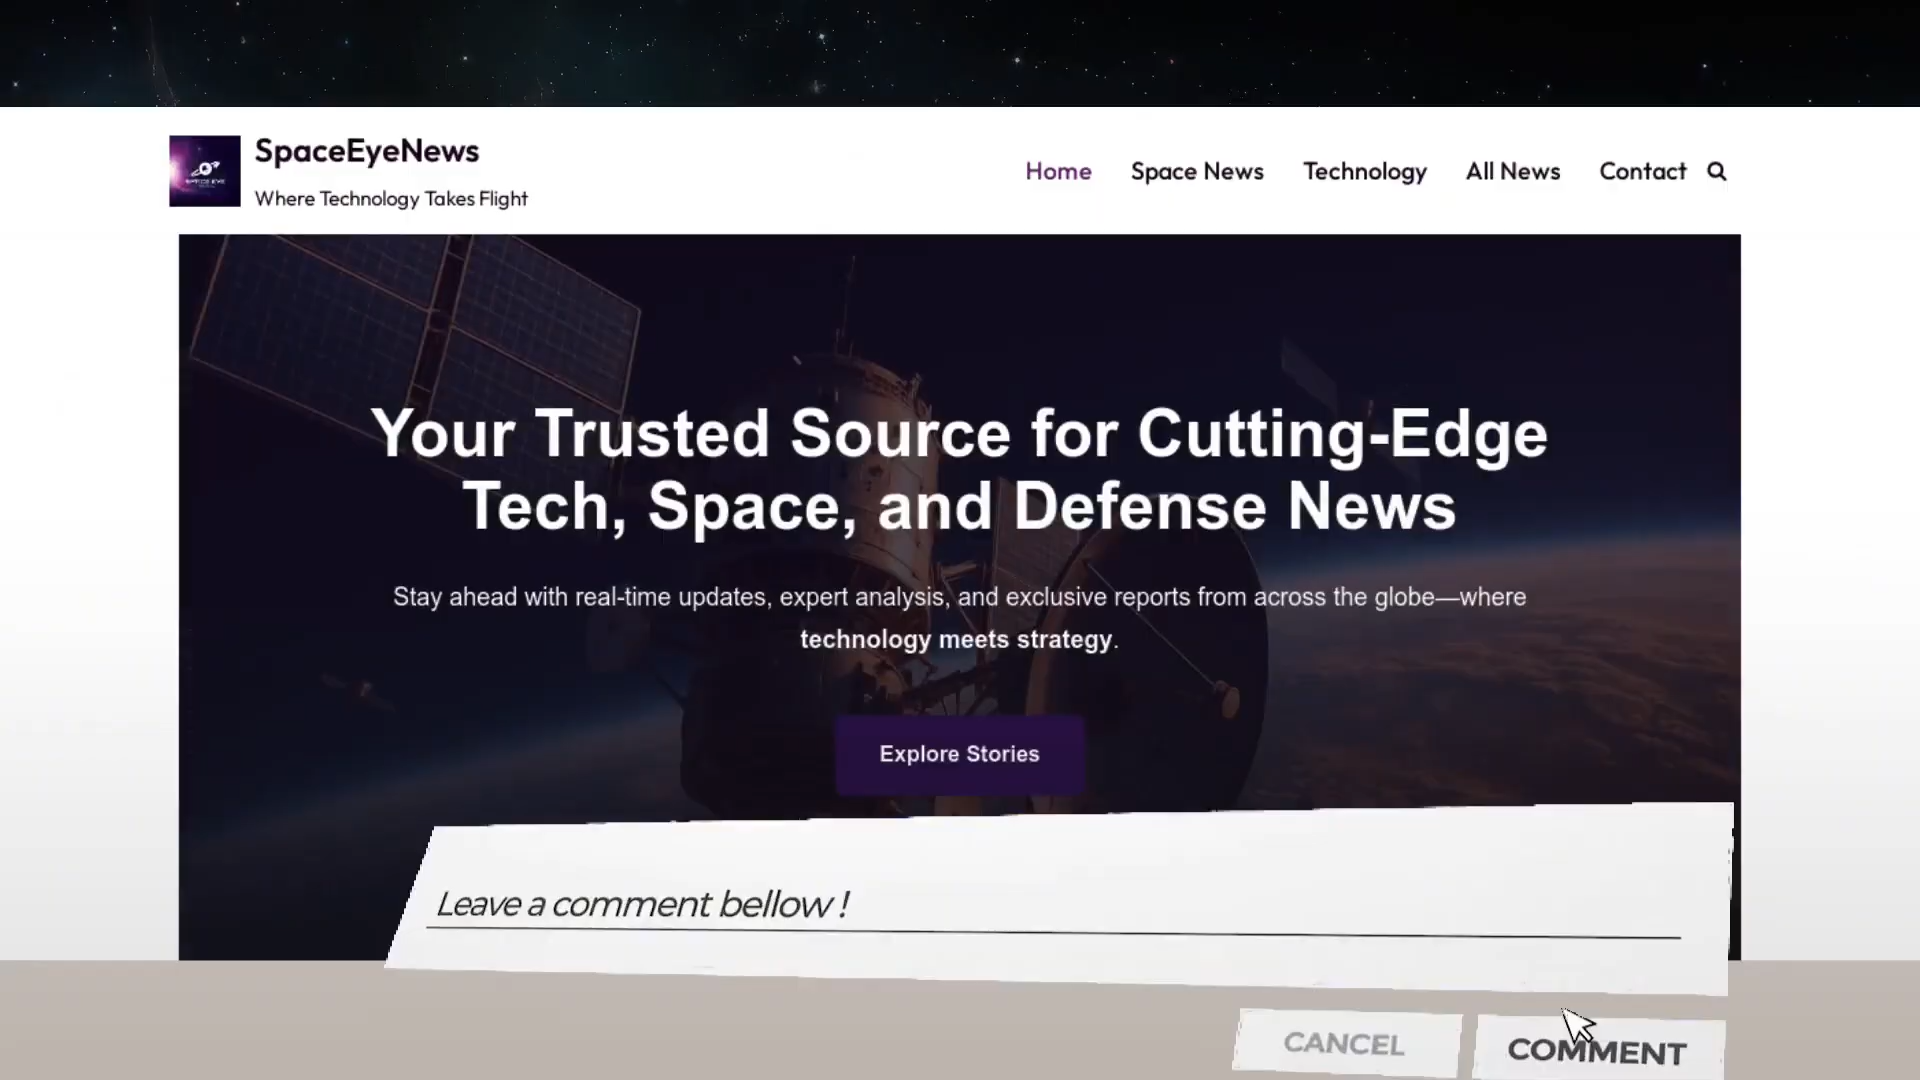 SpaceEyeNews
Where Technology Takes Flight
Home Space News Technology All News Contact
Your Trusted Source for Cutting-Edge
Tech, Space, and Defense News
Stay ahead with real-time updates, expert analysis, and exclusive reports from across the globe—where
technology meets strategy.
Explore Stories
Leave a comment bellow !
CANCEL COMMENT